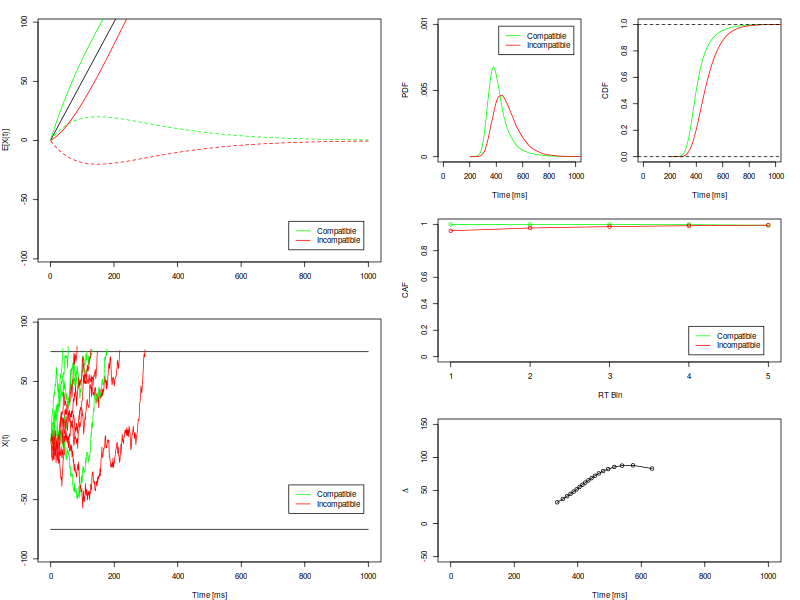 E[X(t)]
100
50
0
-50
-100
0 200 400 600 800 1000
Compatible
Incompatible
X(t)
100
50
0
-50
-100
0 200 400 600 800 1000
Time [ms]
Compatible
Incompatible
PDF
.001
.005
0
0 200 400 600 800 1000
Time [ms]
Compatible
Incompatible
CDF
1.0
0.8
0.6
0.4
0.2
0.0
0 200 400 600 800 1000
Time [ms]
CAF
1
0.8
0.6
0.4
0.2
0
1 2 3 4 5
RT Bin
Compatible
Incompatible
Δ
150
100
50
0
-50
0 200 400 600 800 1000
Time [ms]